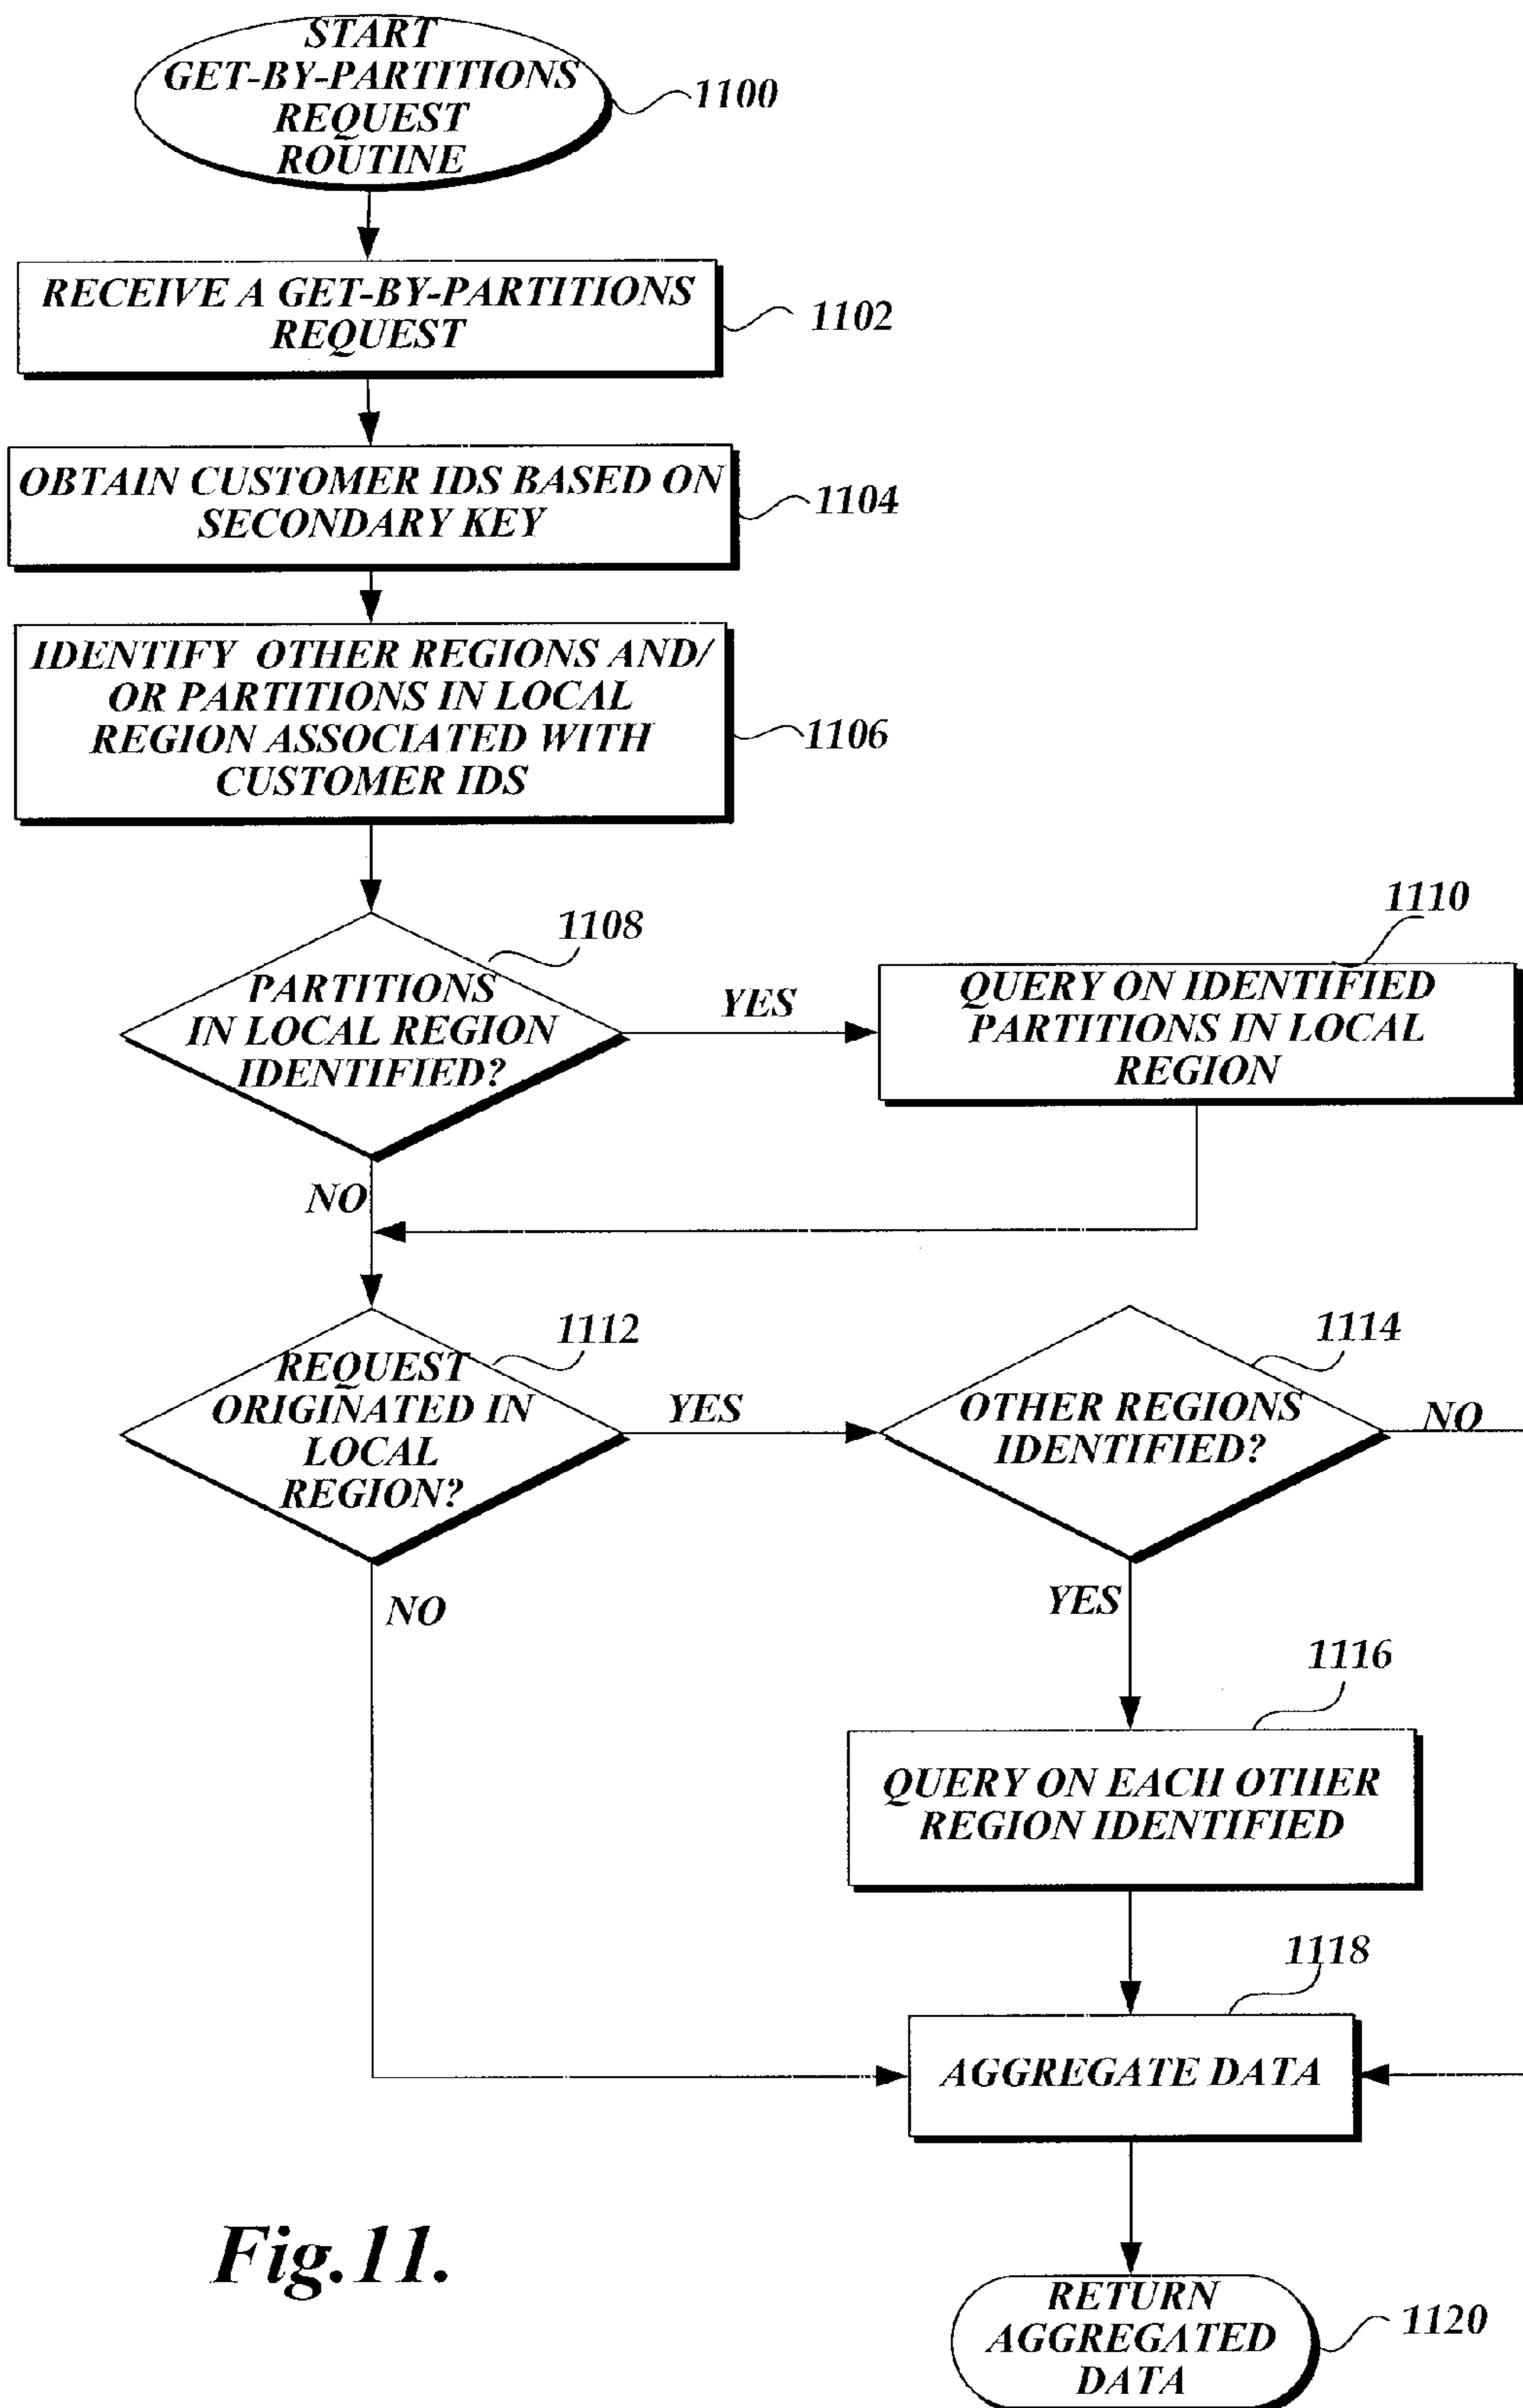 START
GET-BY-PARTITIONS
REQUEST
ROUTINE
1100
RECEIVE A GET-BY-PARTITIONS
REQUEST
1102
OBTAIN CUSTOMER IDS BASED ON
SECONDARY KEY
1104
IDENTIFY OTHER REGIONS AND/
OR PARTITIONS IN LOCAL
REGION ASSOCIATED WITH
CUSTOMER IDS
1106
1108
PARTITIONS
IN LOCAL REGION
IDENTIFIED?
YES
1110
QUERY ON IDENTIFIED
PARTITIONS IN LOCAL
REGION
NO
1112
REQUEST
ORIGINATED IN
LOCAL
REGION?
YES
1114
OTHER REGIONS
IDENTIFIED?
NO
NO
YES
1116
QUERY ON EACH OTHER
REGION IDENTIFIED
1118
AGGREGATE DATA
Fig.11.
RETURN
AGGREGATED
DATA
1120